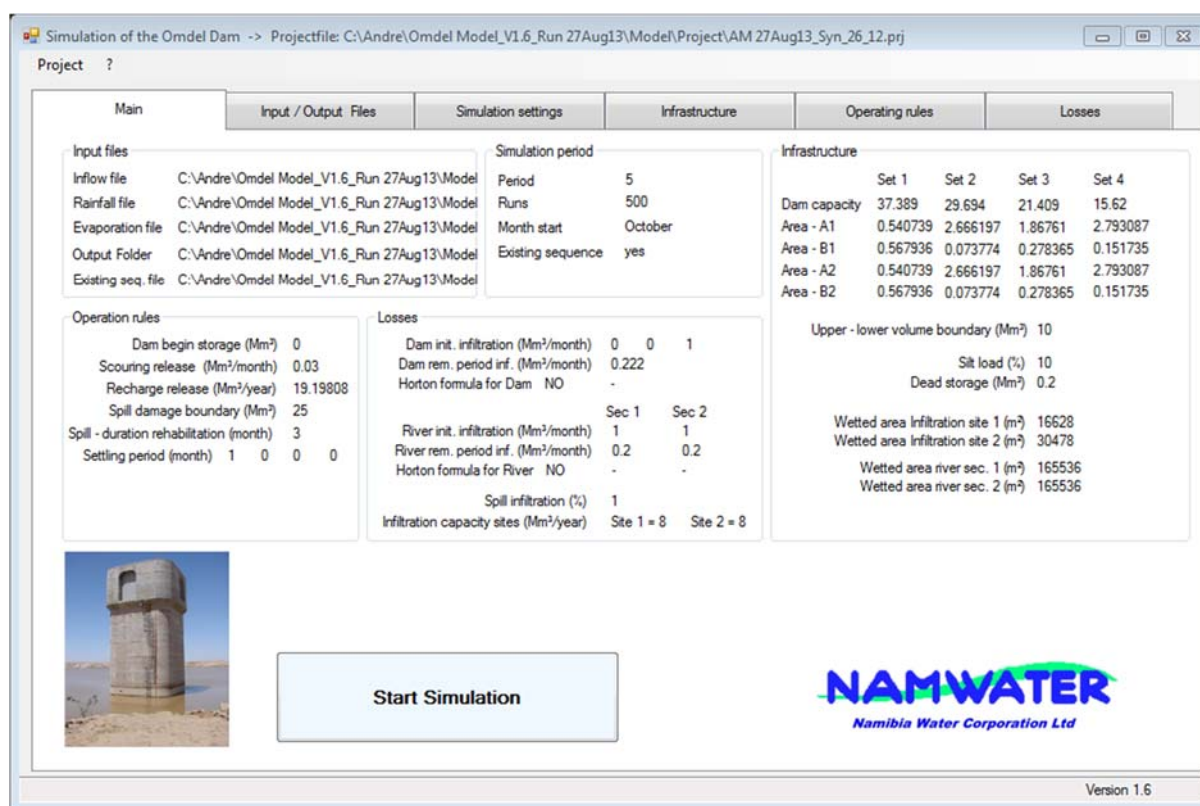 Simulation of the Omdel Dam -> Projectfile: C:\Andre\Omdel Model_V1.6_Run 27Aug13\Model\Project\AM 27Aug13_Syn_26_12.prj
Project ?
Main Input / Output Files Simulation settings Infrastructure Operating rules Losses
Input files
Inflow file C:\Andre\Omdel Model_V1.6_Run 27Aug13\Model
Rainfall file C:\Andre\Omdel Model_V1.6_Run 27Aug13\Model
Evaporation file C:\Andre\Omdel Model_V1.6_Run 27Aug13\Model
Output Folder C:\Andre\Omdel Model_V1.6_Run 27Aug13\Model
Existing seq. file C:\Andre\Omdel Model_V1.6_Run 27Aug13\Model
Simulation period
Period 5
Runs 500
Month start October
Existing sequence yes
Infrastructure
Set 1 Set 2 Set 3 Set 4
Dam capacity 37.389 29.694 21.409 15.62
Area - A1 0.540739 2.666197 1.86761 2.793087
Area - B1 0.567936 0.073774 0.278365 0.151735
Area - A2 0.540739 2.666197 1.86761 2.793087
Area - B2 0.567936 0.073774 0.278365 0.151735
Upper - lower volume boundary (Mm³) 10
Silt load (%) 10
Dead storage (Mm³) 0.2
Wetted area Infiltration site 1 (m²) 16628
Wetted area Infiltration site 2 (m²) 30478
Wetted area river sec. 1 (m²) 165536
Wetted area river sec. 2 (m²) 165536
Operation rules
Dam begin storage (Mm³) 0
Scouring release (Mm³/month) 0.03
Recharge release (Mm³/year) 19.19808
Spill damage boundary (Mm³) 25
Spill - duration rehabilitation (month) 3
Settling period (month) 1 0 0 0
Losses
Dam init. infiltration (Mm³/month) 0 0 1
Dam rem. period inf. (Mm³/month) 0.222
Horton formula for Dam NO -
Sec 1 Sec 2
River init. infiltration (Mm³/month) 1 1
River rem. period inf. (Mm³/month) 0.2 0.2
Horton formula for River NO - -
Spill infiltration (%) 1
Infiltration capacity sites (Mm³/year) Site 1 = 8 Site 2 = 8
Start Simulation
NAMWATER
Namibia Water Corporation Ltd
Version 1.6